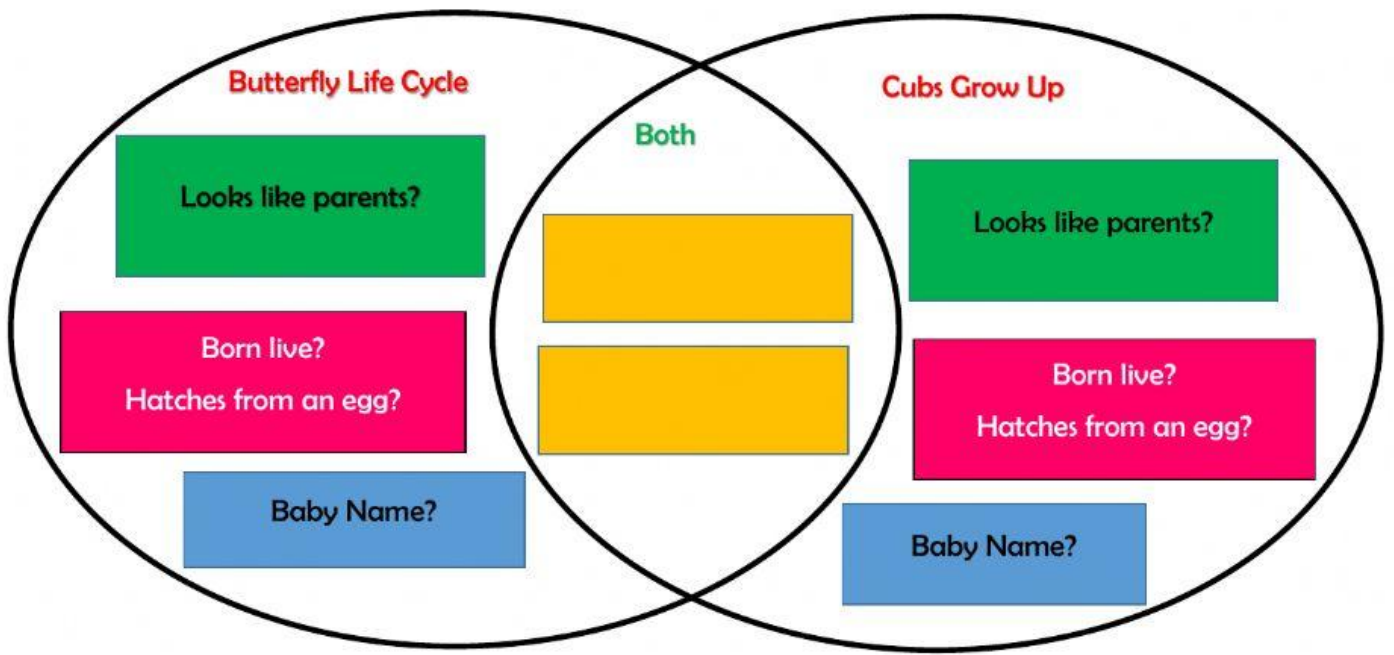 Butterfly Life Cycle
Looks like parents?
Born live?
Hatches from an egg?
Baby Name?
Both
Cubs Grow Up
Looks like parents?
Born live?
Hatches from an egg?
Baby Name?